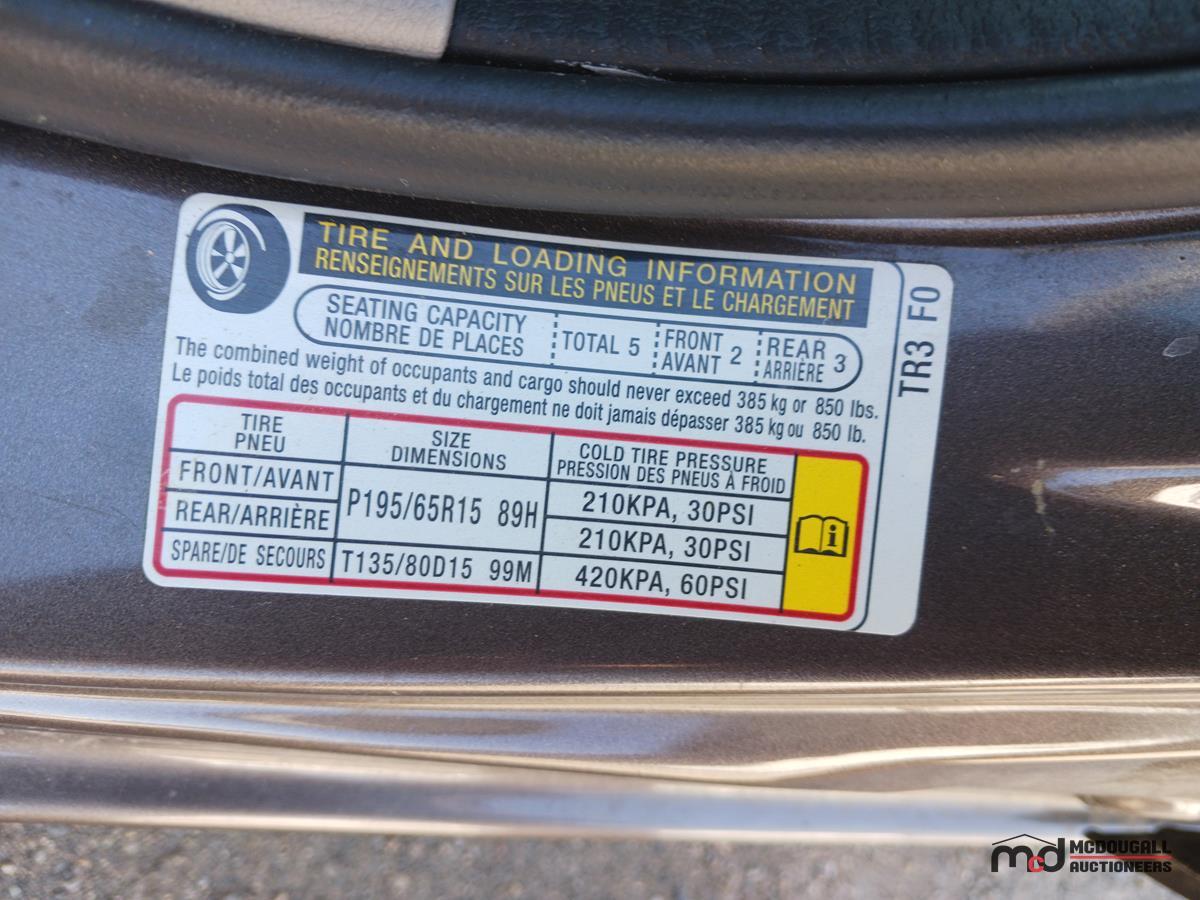 TIRE AND LOADING INFORMATION
RENSEIGNEMENTS SUR LES PNEUS ET LE CHARGEMENT
SEATING CAPACITY
NOMBRE DE PLACES
TOTAL 5
FRONT
AVANT 2
REAR
ARRIÈRE 3
The combined weight of occupants and cargo should never exceed 385 kg or 850 lbs.
Le poids total des occupants et du chargement ne doit jamais dépasser 385 kg ou 850 lb.
TIRE
PNEU
SIZE
DIMENSIONS
COLD TIRE PRESSURE
PRESSION DES PNEUS À FROID
FRONT/AVANT
P195/65R15 89H
210KPA, 30PSI
REAR/ARRIÈRE
210KPA, 30PSI
SPARE/DE SECOURS
T135/80D15 99M
420KPA, 60PSI
i
TR3 F0
mcd
MCDOUGALL
AUCTIONEERS